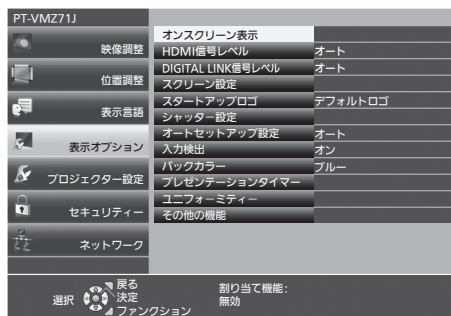 PT-VMZ71J
映像調整
位置調整
表示言語
表示オプション
プロジェクター設定
セキュリティー
ネットワーク
オンスクリーン表示
HDMI信号レベル オート
DIGITAL LINK信号レベル オート
スクリーン設定
スタートアップロゴ デフォルトロゴ
シャッター設定
オートセットアップ設定 オート
入力検出 オン
バックカラー ブルー
プレゼンテーションタイマー
ユニフォーミティー
その他の機能
選択
戻る
決定
ファンクション
割り当て機能:
無効